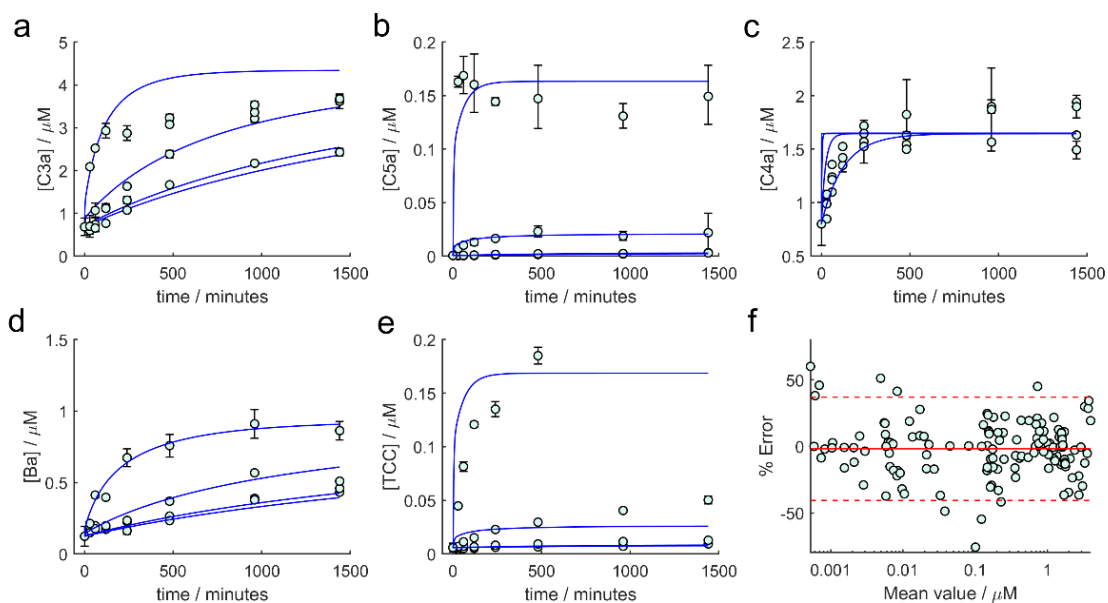 a
5
4
3
2
1
0
0
500
1000
1500
[C3a] / μM
time / minutes
b
0.2
0.15
0.1
0.05
0
0
500
1000
1500
[C5a] / μM
time / minutes
c
2.5
2
1.5
1
0.5
0
500
1000
1500
[C4a] / μM
time / minutes
d
1.5
1
0.5
0
0
500
1000
1500
[Ba] / μM
time / minutes
e
0.2
0.15
0.1
0.05
0
0
500
1000
1500
[TCC] / μM
time / minutes
f
50
0
-50
0.001
0.01
0.1
1
% Error
Mean value / μM